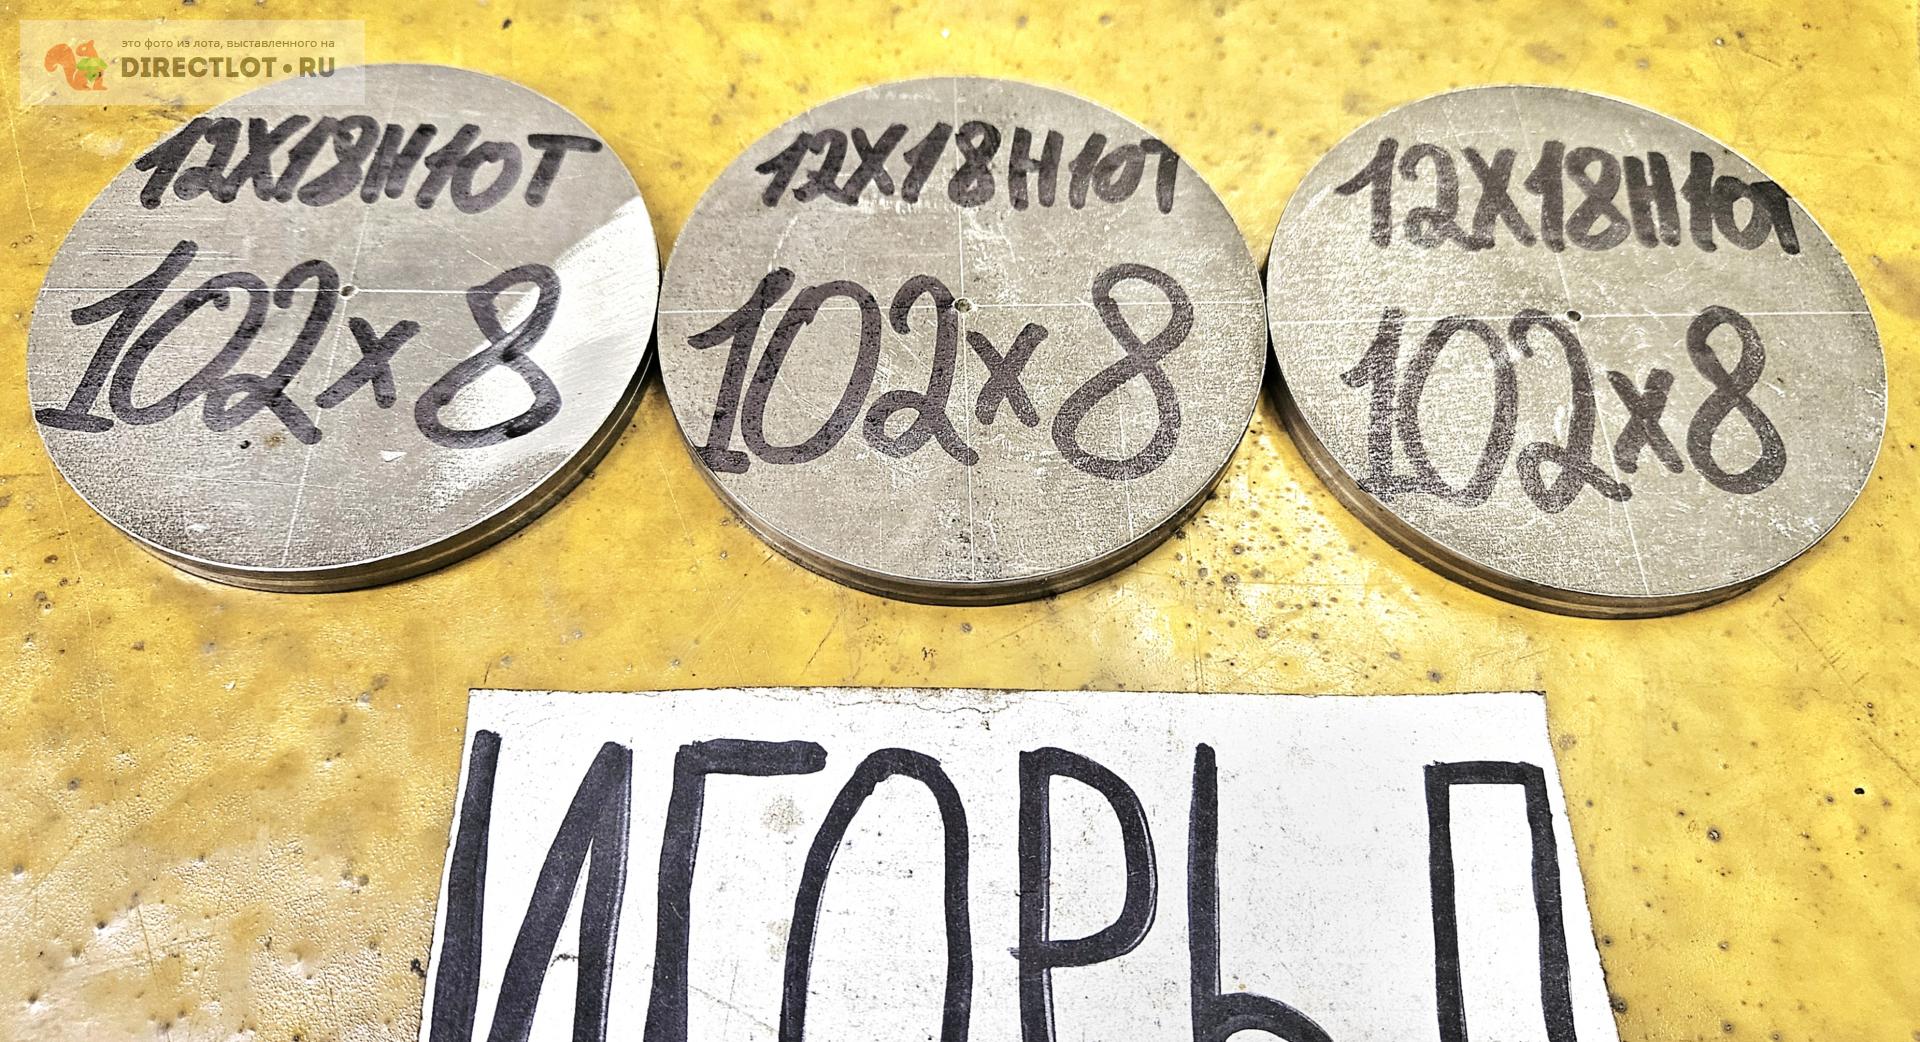 это фото из лота, выставленного на
DIRECTLOT•RU
12Х18Н10Т
102х8
12Х18Н10Т
102х8
12Х18Н10Т
102х8
ИГОРЬ П